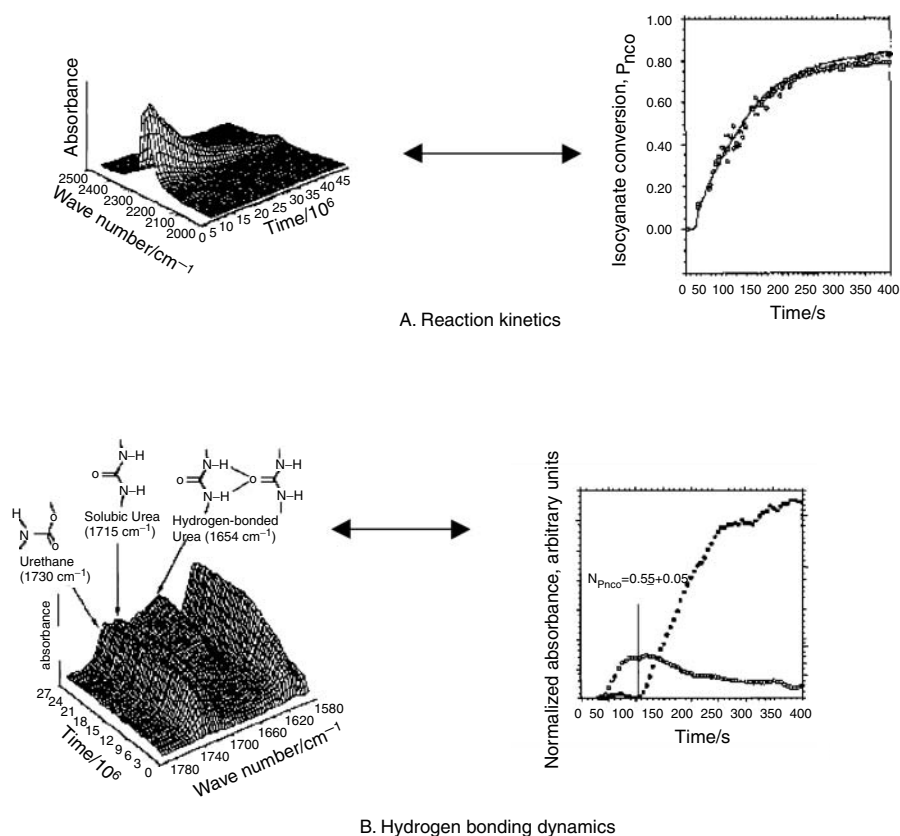 Absorbance
2500
2400
2300
2200
2100
2000
Wave number/cm−1
0 5 10 15 20 25 30 35 40 45
Time/10⁶
1.00
0.80
0.60
0.40
0.20
0.00
Isocyanate conversion, Pnco
0 50 100 150 200 250 300 350 400
Time/s
A. Reaction kinetics
N–H
o
N–H
Solubic Urea
(1715 cm−1)
N–H
o
N–H
o
N–H
N–H
Hydrogen-bonded
Urea (1654 cm−1)
H
N
o
o
Urethane
(1730 cm−1)
absorbance
27
24
21
18
15
12
9
6
3
0
Time/10⁶
1780
1740
1700
1660
1620
1580
Wave number/cm−1
Normalized absorbance, arbitrary units
NPnco=0.55+0.05
0 50 100 150 200 250 300 350 400
Time/s
B. Hydrogen bonding dynamics